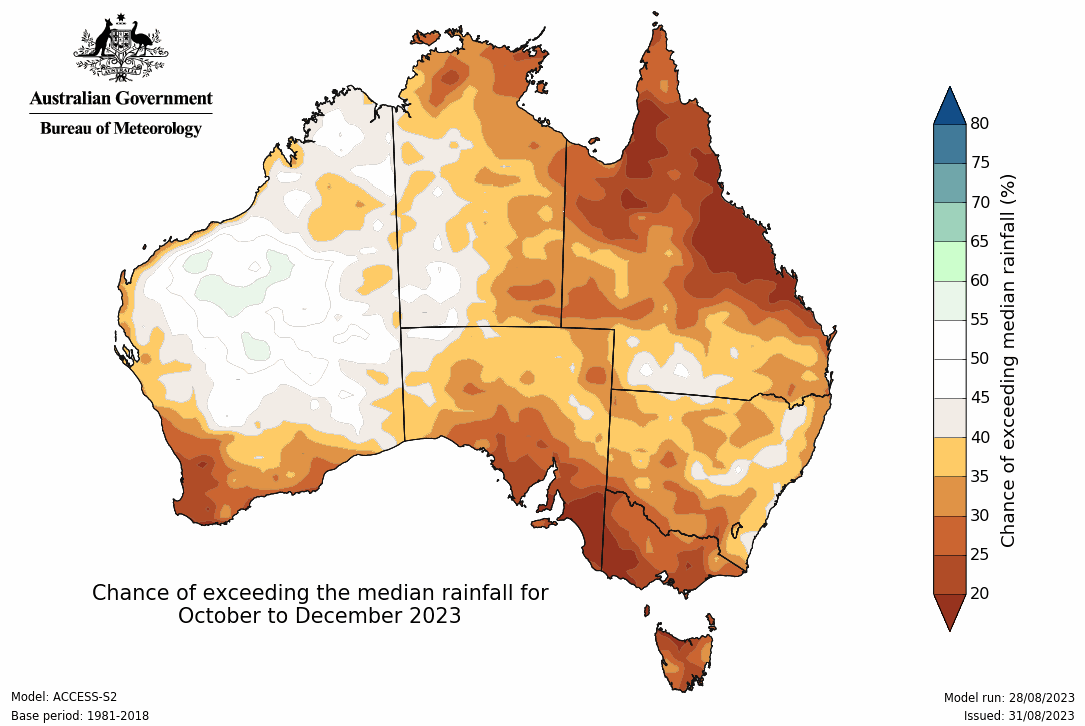 Australian Government
Bureau of Meteorology
80
75
70
65
60
55
50
45
40
35
30
25
20
Chance of exceeding median rainfall (%)
Chance of exceeding the median rainfall for
October to December 2023
Model: ACCESS-S2
Base period: 1981-2018
Model run: 28/08/2023
Issued: 31/08/2023